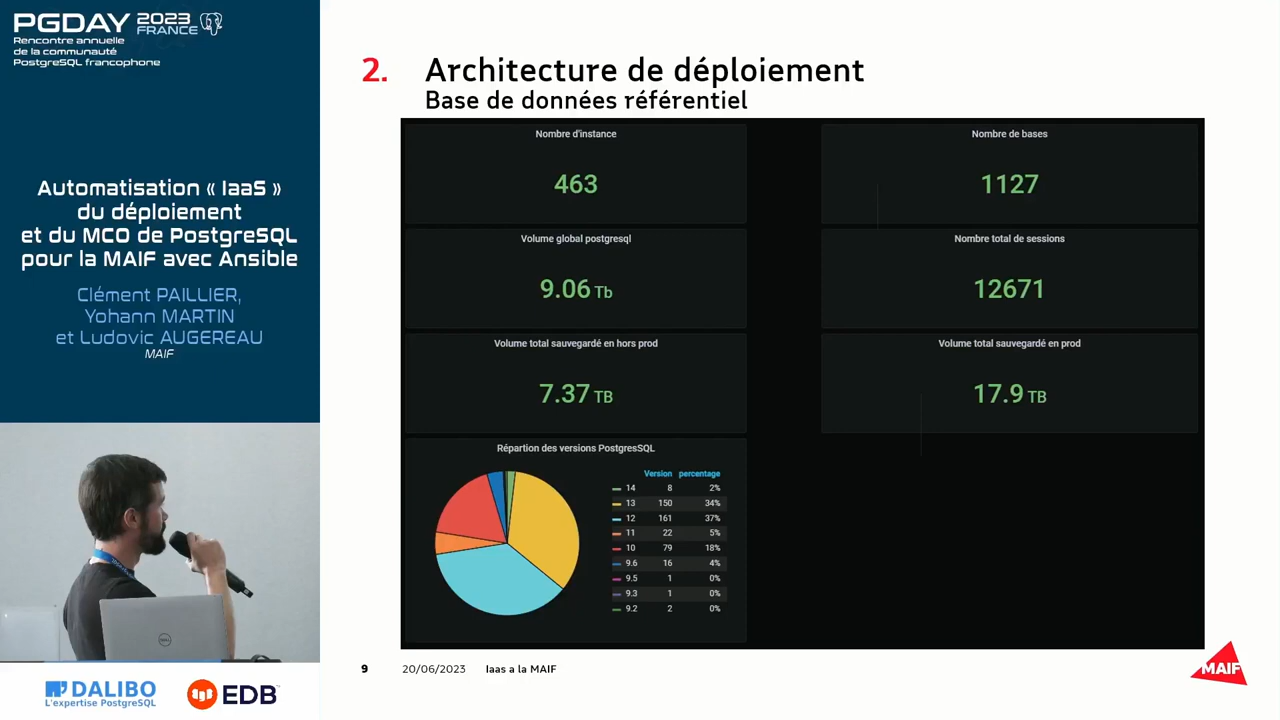 PGDAY 2023 FRANCE
Rencontre annuelle
de la communauté
PostgreSQL francophone
Automatisation « IaaS »
du déploiement
et du MCO de PostgreSQL
pour la MAIF avec Ansible
Clément PAILLIER,
Yohann MARTIN
et Ludovic AUGEREAU
MAIF
DELL
DALIBO
L'expertise PostgreSQL
EDB
2. Architecture de déploiement
Base de données référentiel
Nombre d'instance
463
Nombre de bases
1127
Volume global postgresql
9.06 Tb
Nombre total de sessions
12671
Volume total sauvegardé en hors prod
7.37 TB
Volume total sauvegardé en prod
17.9 TB
Répartion des versions PostgreSQL
Version percentage
14 8 2%
13 150 34%
12 161 37%
11 22 5%
10 79 18%
9.6 16 4%
9.5 1 0%
9.3 1 0%
9.2 2 0%
9 20/06/2023 Iaas a la MAIF
MAIF